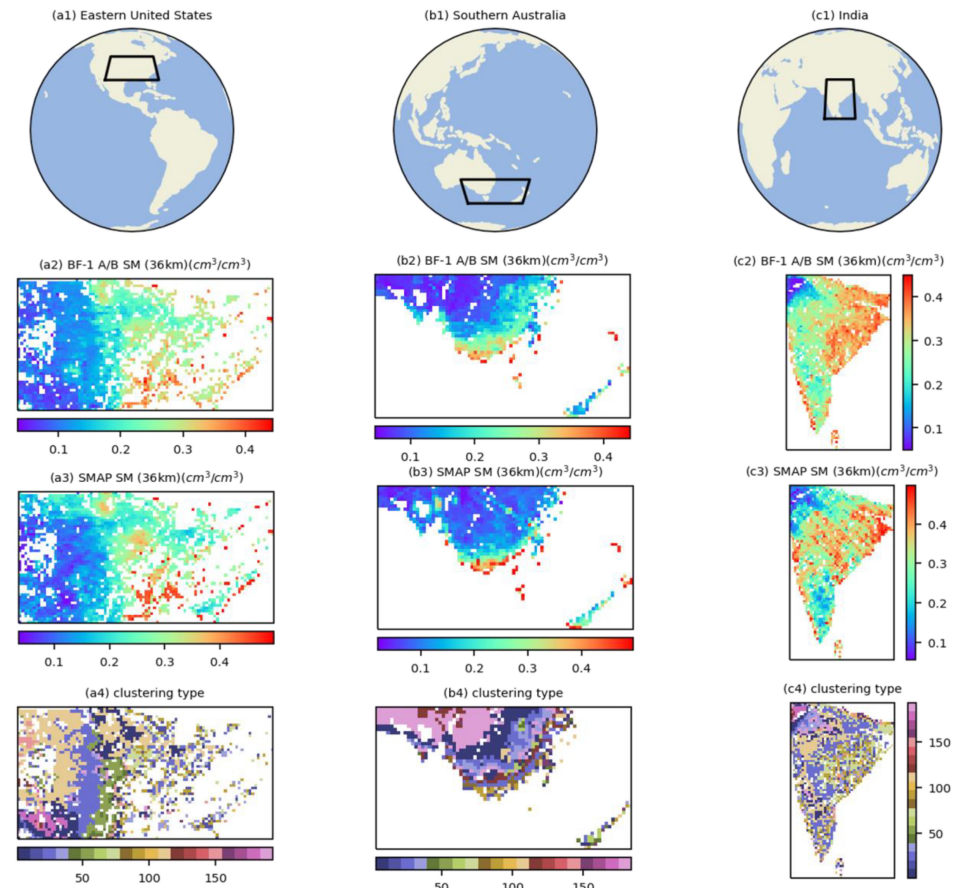 (a1) Eastern United States
(b1) Southern Australia
(c1) India
(a2) BF-1 A/B SM (36km)(cm³/cm³)
(b2) BF-1 A/B SM (36km)(cm³/cm³)
(c2) BF-1 A/B SM (36km)(cm³/cm³)
0.4
0.3
0.2
0.1
0.1 0.2 0.3 0.4
0.1 0.2 0.3 0.4
(a3) SMAP SM (36km)(cm³/cm³)
(b3) SMAP SM (36km)(cm³/cm³)
(c3) SMAP SM (36km)(cm³/cm³)
0.4
0.3
0.2
0.1
0.1 0.2 0.3 0.4
0.1 0.2 0.3 0.4
(a4) clustering type
(b4) clustering type
(c4) clustering type
150
100
50
50 100 150
50 100 150